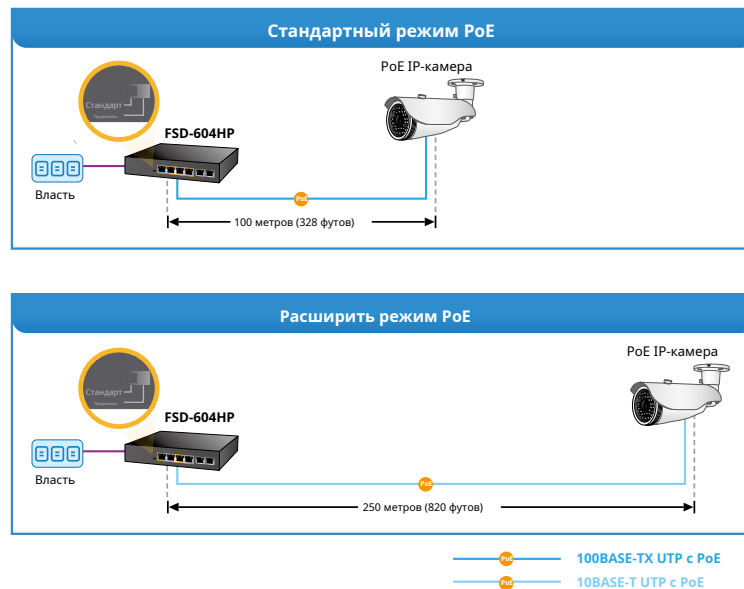 Стандартный режим PoE
PoE IP-камера
Стандарт
FSD-604HP
Власть
PoE
100 метров (328 футов)
Расширить режим PoE
PoE IP-камера
Стандарт
FSD-604HP
Власть
PoE
250 метров (820 футов)
PoE 100BASE-TX UTP с PoE
PoE 10BASE-T UTP с PoE